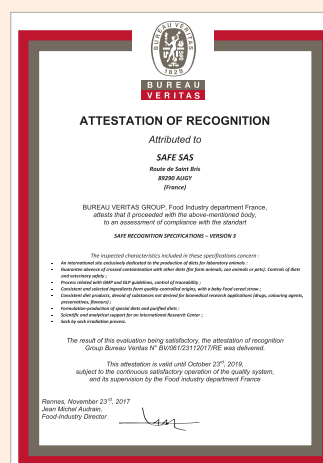 BUREAU VERITAS
1828
BUREAU
VERITAS
ATTESTATION OF RECOGNITION
Attributed to
SAFE SAS
Route de Saint Bris
89290 AUGY
(France)
BUREAU VERITAS GROUP, Food Industry department France,
attests that it proceeded with the above-mentioned body,
to an assessment of compliance with the standart
SAFE RECOGNITION SPECIFICATIONS – VERSION 3
The inspected characteristics included in these specifications concern :
- An international site exclusively dedicated to the production of diets for laboratory animals :
- Guarantee absence of crossed contamination with other diets (for farm animals, zoo animals or pets). Controls of diets
and veterinary safety ;
- Process related with GMP and GLP guidelines, control of traceability ;
- Consistent and selected ingredients form quality-controlled origins, with a baby Food cereal straw ;
- Consistent diet products, devoid of substances not desired for biomedical research applications (drugs, colouring agents,
preservatives, flavours) ;
- Formulation-production of special diets and purified diets :
- Scientific and analytical support for an International Research Center ;
- Sack by sack irradiation process.
The result of this evaluation being satisfactory, the attestation of recognition
Group Bureau Veritas N° BV/061/23112017/RE was delivered.
This attestation is valid until October 23rd, 2019,
subject to the continuous satisfactory operation of the quality system,
and its supervision by the Food industry department France
Rennes, November 23rd, 2017
Jean Michel Audrain,
Food-Industry Director